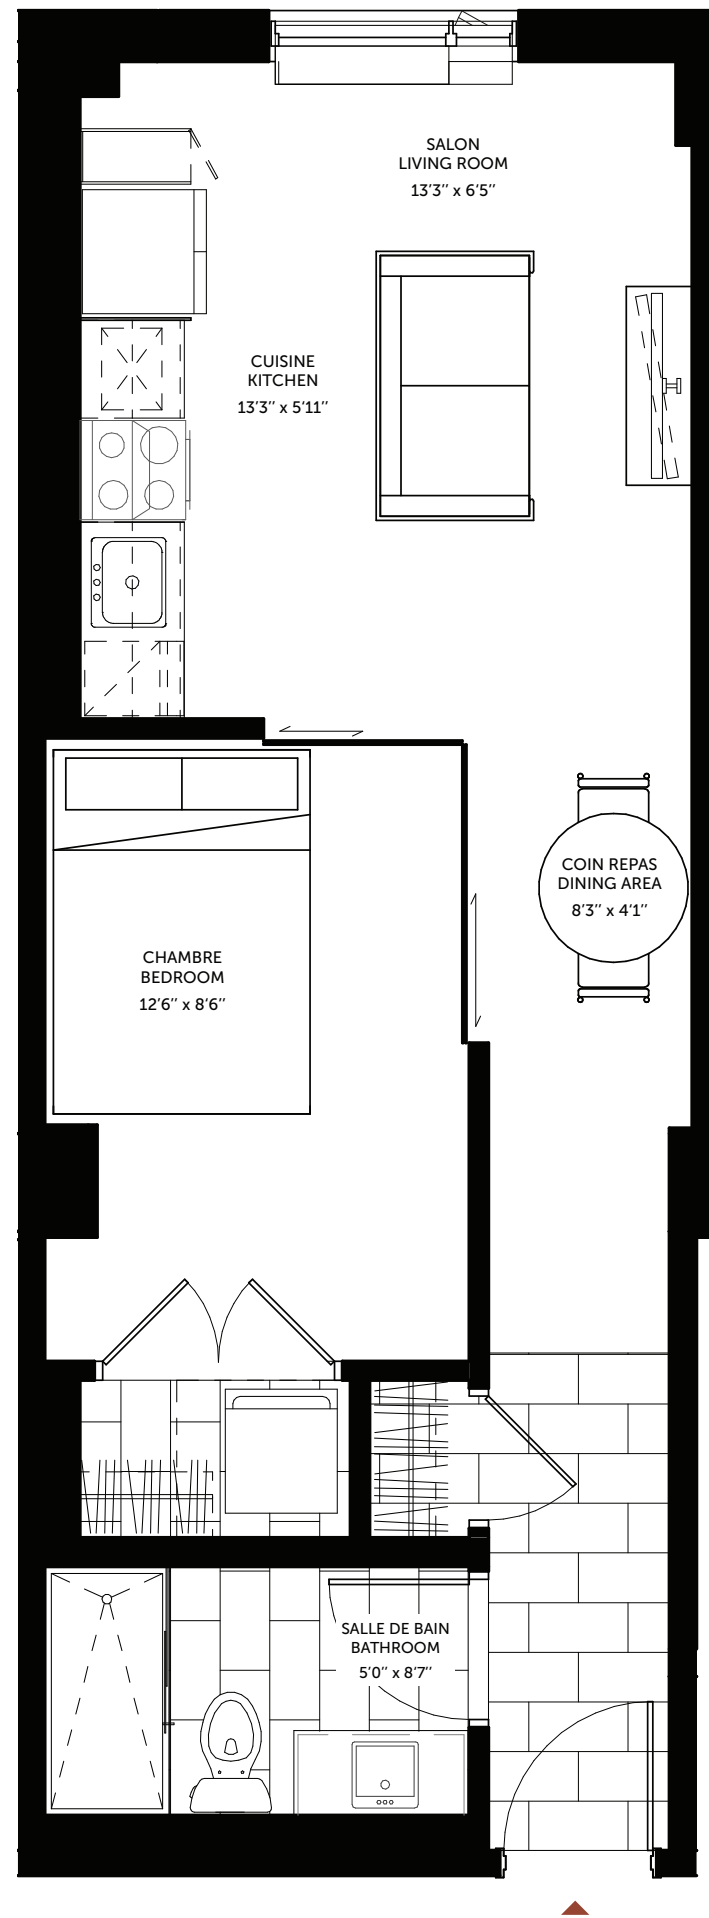 SALON
LIVING ROOM
13'3'' x 6'5''
CUISINE
KITCHEN
13'3'' x 5'11''
COIN REPAS
DINING AREA
8'3'' x 4'1''
CHAMBRE
BEDROOM
12'6'' x 8'6''
SALLE DE BAIN
BATHROOM
5'0'' x 8'7''